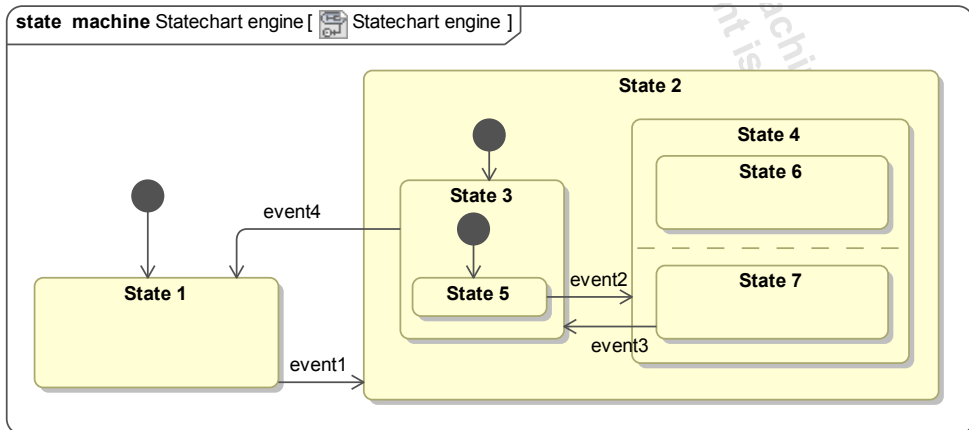 state machine Statechart engine [ Statechart engine ]
State 2
State 4
State 6
State 3
event4
State 1
State 5
event2
State 7
event3
event1